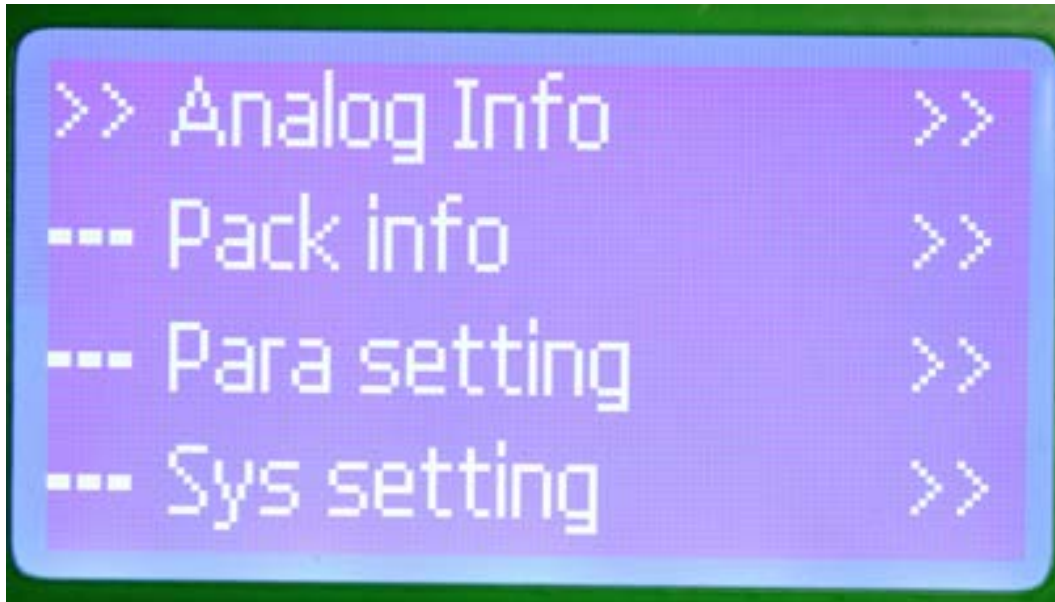 >> Analog Info >>
--- Pack info >>
--- Para setting >>
--- Sys setting >>